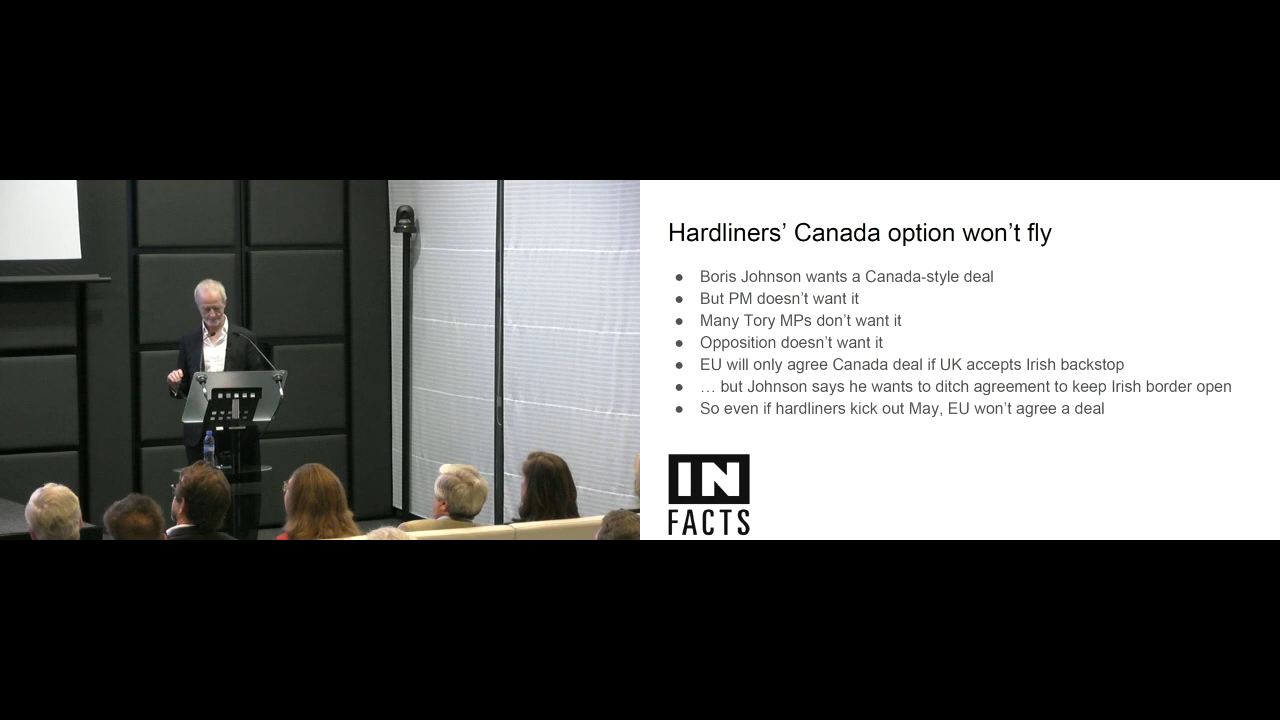 Hardliners’ Canada option won’t fly
● Boris Johnson wants a Canada-style deal
● But PM doesn’t want it
● Many Tory MPs don’t want it
● Opposition doesn’t want it
● EU will only agree Canada deal if UK accepts Irish backstop
● … but Johnson says he wants to ditch agreement to keep Irish border open
● So even if hardliners kick out May, EU won’t agree a deal
IN
FACTS